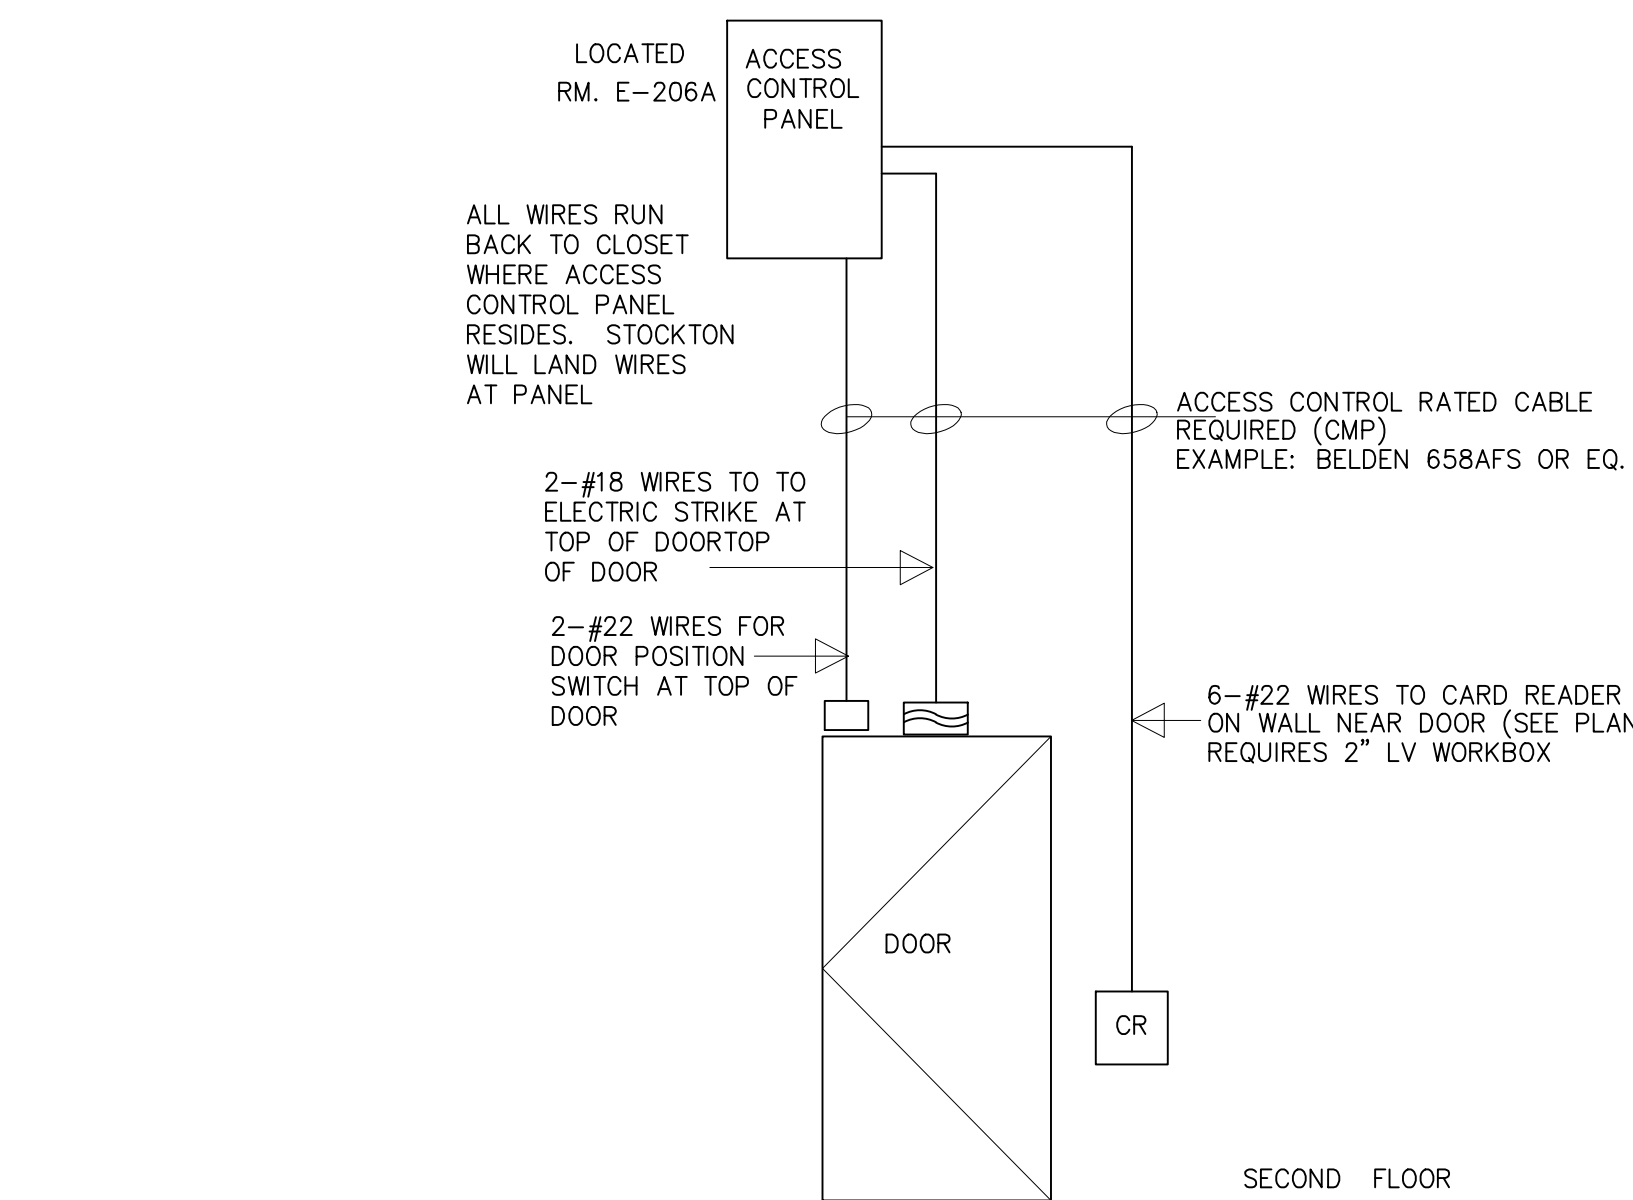 LOCATED
RM. E-206A
ACCESS
CONTROL
PANEL
ALL WIRES RUN
BACK TO CLOSET
WHERE ACCESS
CONTROL PANEL
RESIDES. STOCKTON
WILL LAND WIRES
AT PANEL
ACCESS CONTROL RATED CABLE
REQUIRED (CMP)
EXAMPLE: BELDEN 658AFS OR EQ.
2-#18 WIRES TO TO
ELECTRIC STRIKE AT
TOP OF DOORTOP
OF DOOR
2-#22 WIRES FOR
DOOR POSITION
SWITCH AT TOP OF
DOOR
6-#22 WIRES TO CARD READER
ON WALL NEAR DOOR (SEE PLAN
REQUIRES 2" LV WORKBOX
DOOR
CR
SECOND FLOOR